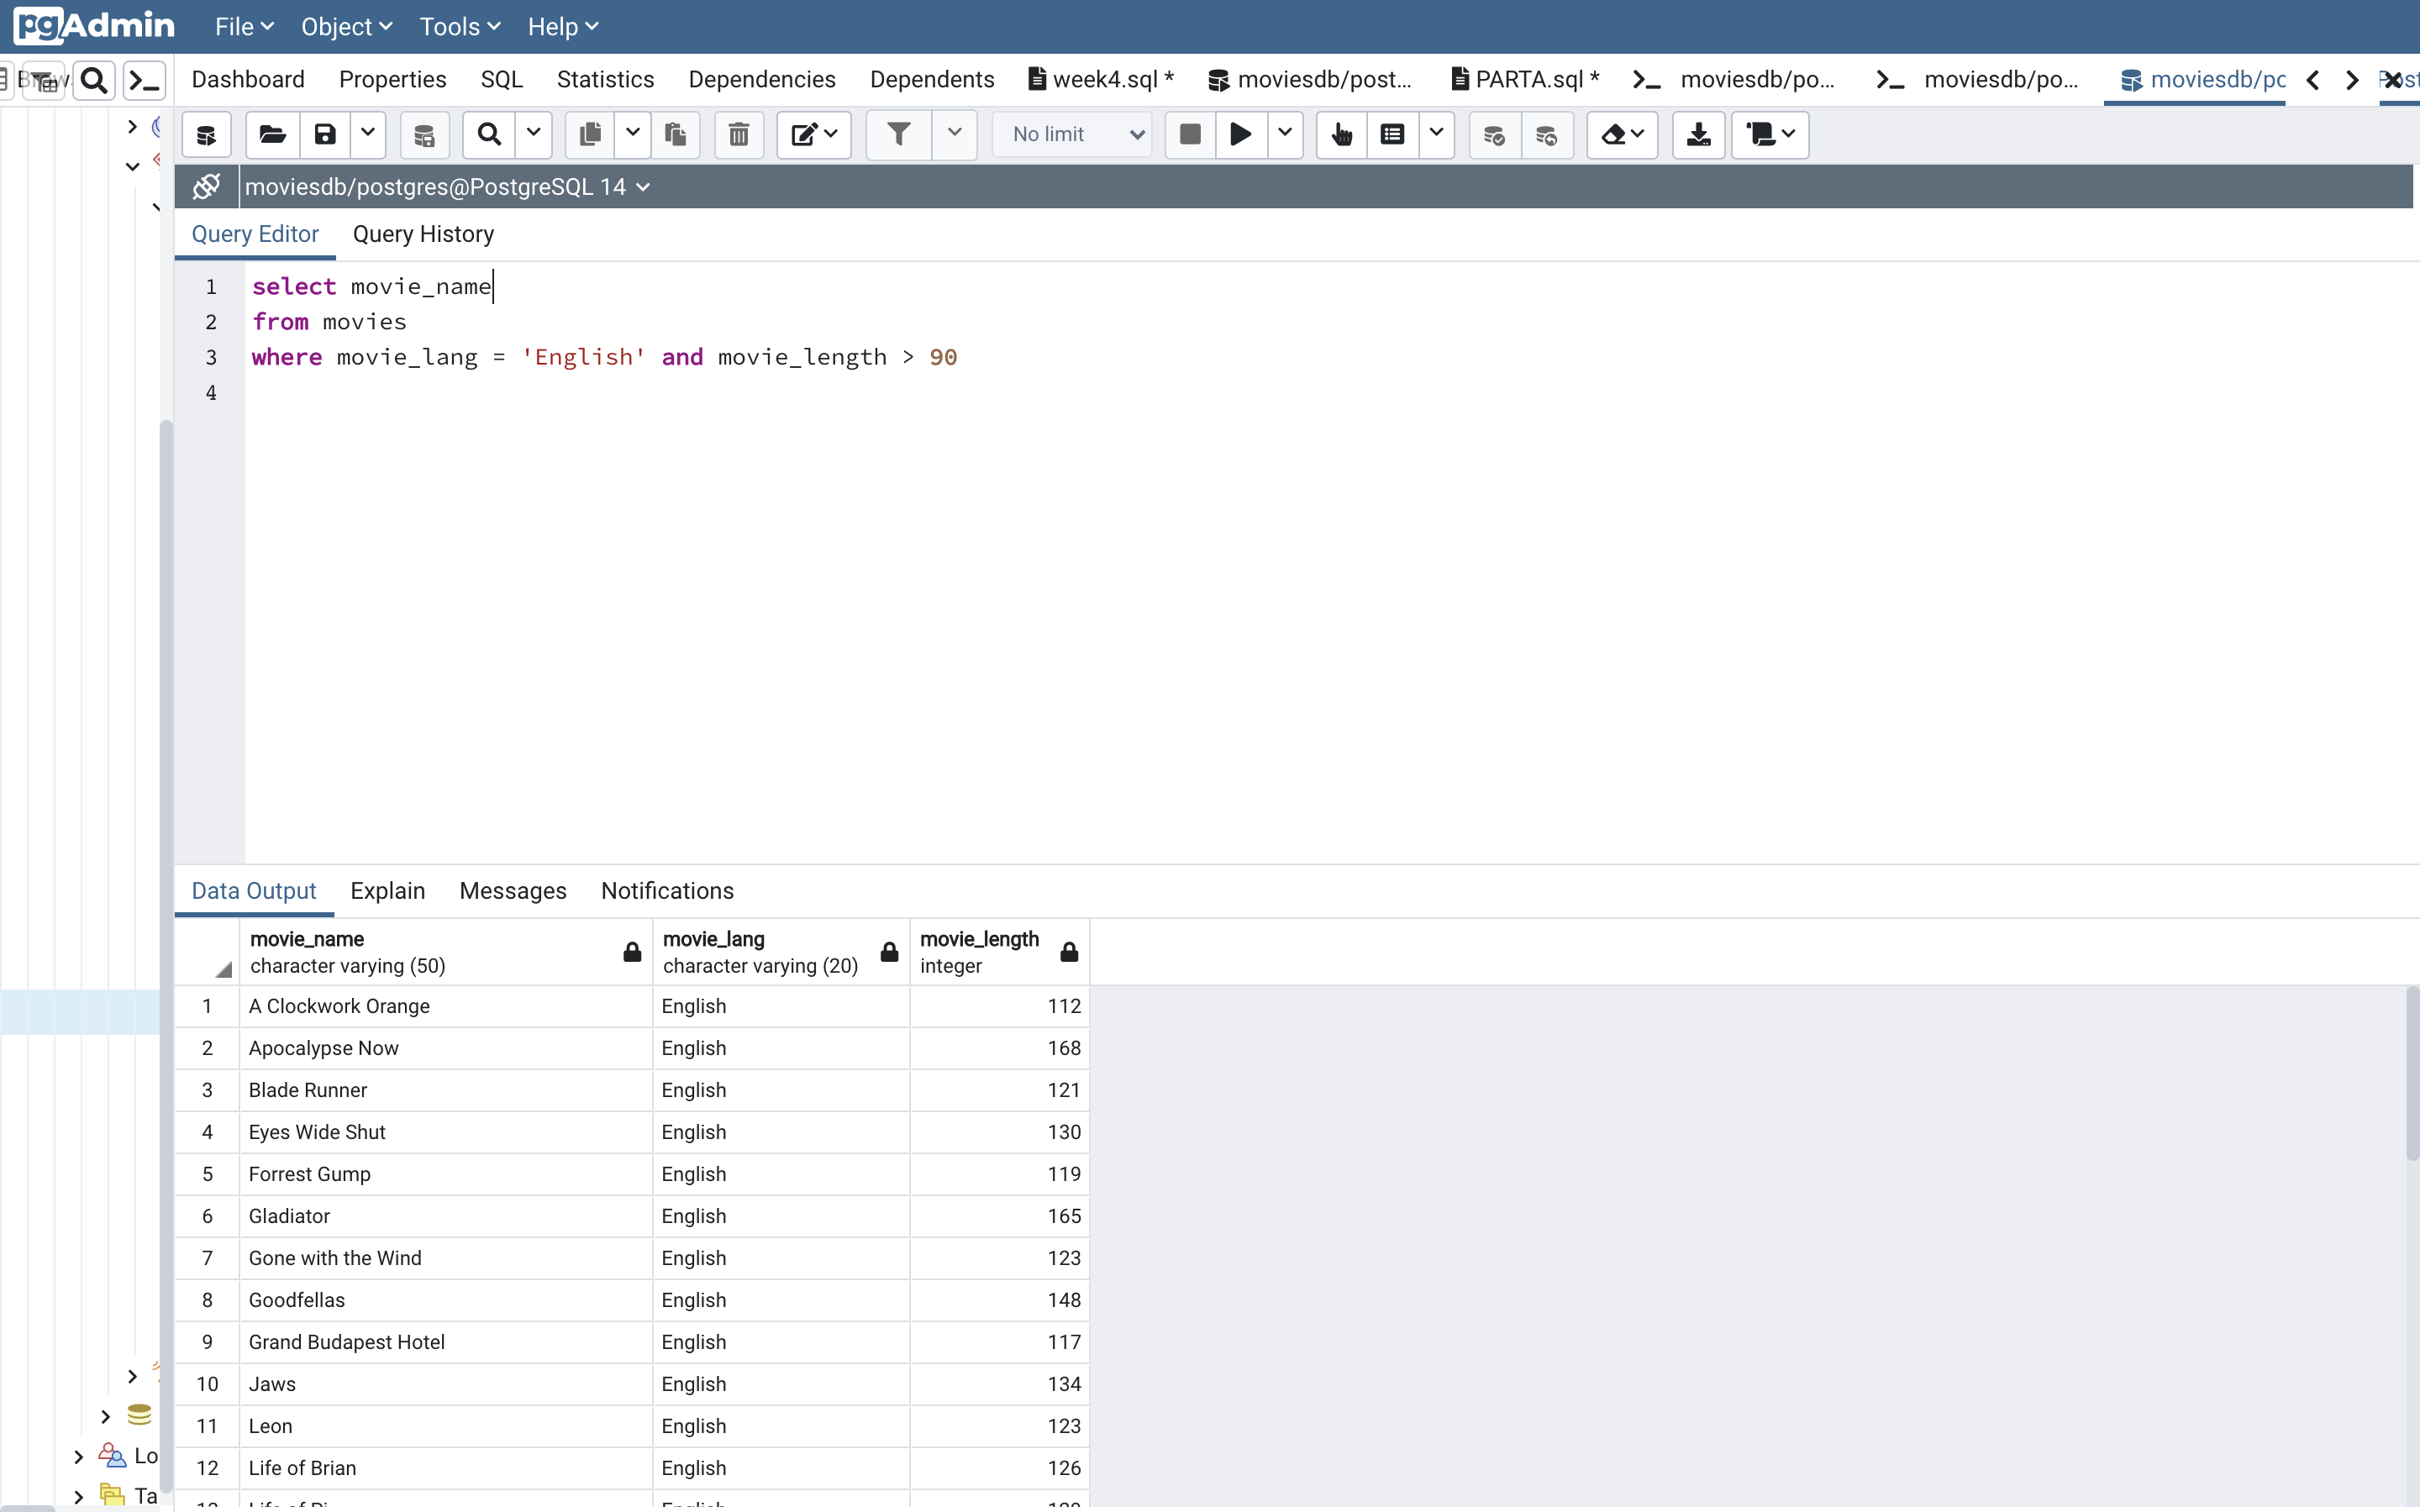 pgAdmin File Object Tools Help
Dashboard Properties SQL Statistics Dependencies Dependents week4.sql * moviesdb/post... PARTA.sql * moviesdb/po... moviesdb/po... moviesdb/pc
No limit
moviesdb/postgres@PostgreSQL 14
Query Editor Query History
1 select movie_name
2 from movies
3 where movie_lang = 'English' and movie_length > 90
4
Data Output Explain Messages Notifications
movie_name movie_lang movie_length
character varying (50) character varying (20) integer
1 A Clockwork Orange English 112
2 Apocalypse Now English 168
3 Blade Runner English 121
4 Eyes Wide Shut English 130
5 Forrest Gump English 119
6 Gladiator English 165
7 Gone with the Wind English 123
8 Goodfellas English 148
9 Grand Budapest Hotel English 117
10 Jaws English 134
11 Leon English 123
12 Life of Brian English 126
Lo
Ta